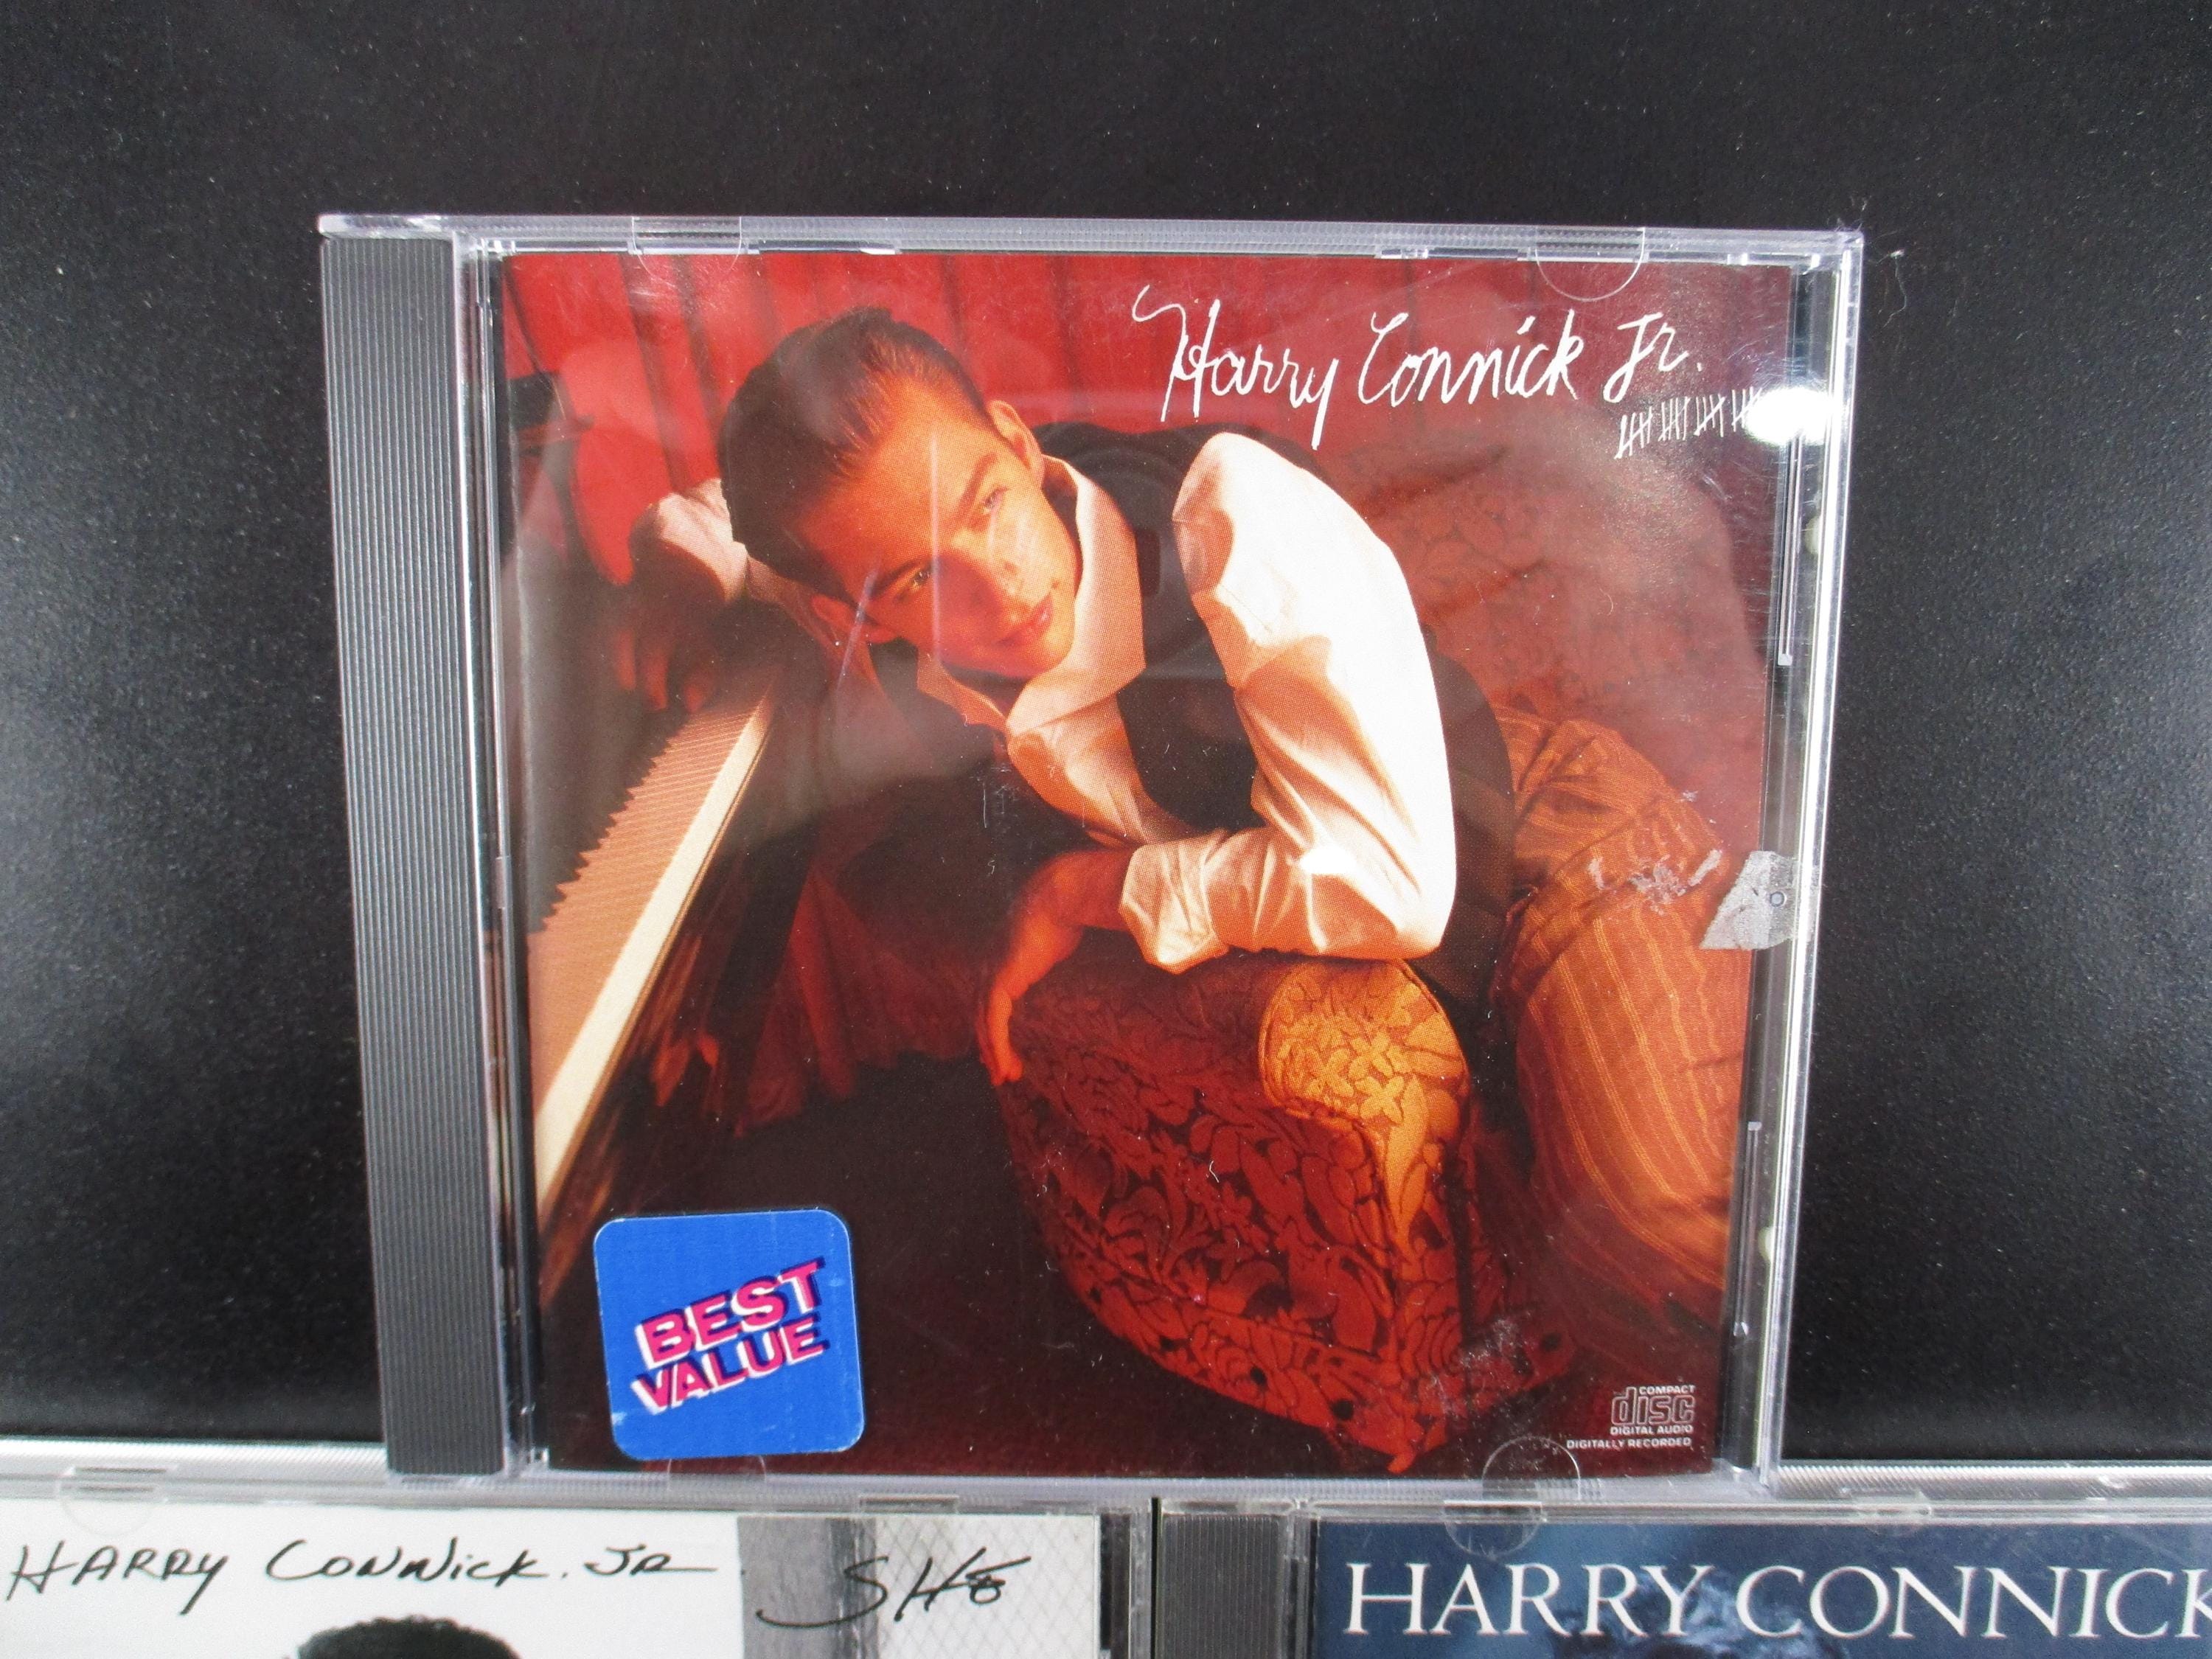 Harry Connick Jr.
BEST
VALUE
COMPACT
disc
DIGITAL AUDIO
DIGITALLY RECORDED
HARRY CONNICK. JR. SHE
HARRY CONNICK